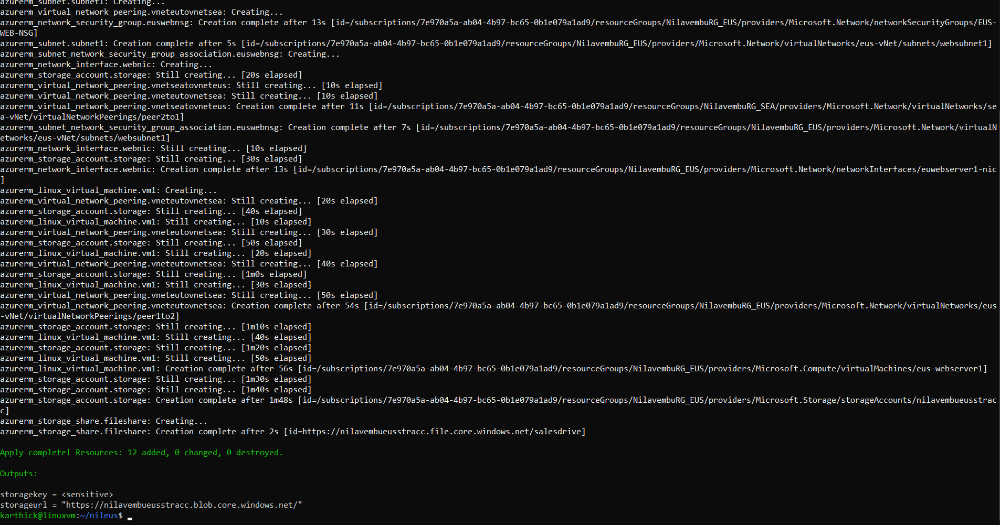 azurerm_subnet.subnet1: Creating...
azurerm_virtual_network_peering.vneteutovnetsea: Creating...
azurerm_network_security_group.euswebnsg: Creation complete after 13s [id=/subscriptions/7e970a5a-ab04-4b97-bc65-0b1e079a1ad9/resourceGroups/NilavembuRG_EUS/providers/Microsoft.Network/networkSecurityGroups/EUS-
WEB-NSG]
azurerm_subnet.subnet1: Creation complete after 5s [id=/subscriptions/7e970a5a-ab04-4b97-bc65-0b1e079a1ad9/resourceGroups/NilavembuRG_EUS/providers/Microsoft.Network/virtualNetworks/eus-vNet/subnets/websubnet1]
azurerm_subnet_network_security_group_association.euswebnsg: Creating...
azurerm_network_interface.webnic: Creating...
azurerm_storage_account.storage: Still creating... [20s elapsed]
azurerm_virtual_network_peering.vnetseatovneteus: Still creating... [10s elapsed]
azurerm_virtual_network_peering.vneteutovnetsea: Still creating... [10s elapsed]
azurerm_virtual_network_peering.vnetseatovneteus: Creation complete after 11s [id=/subscriptions/7e970a5a-ab04-4b97-bc65-0b1e079a1ad9/resourceGroups/NilavembuRG_SEA/providers/Microsoft.Network/virtualNetworks/se
a-vNet/virtualNetworkPeerings/peer2to1]
azurerm_subnet_network_security_group_association.euswebnsg: Creation complete after 7s [id=/subscriptions/7e970a5a-ab04-4b97-bc65-0b1e079a1ad9/resourceGroups/NilavembuRG_EUS/providers/Microsoft.Network/virtualN
etworks/eus-vNet/subnets/websubnet1]
azurerm_network_interface.webnic: Still creating... [10s elapsed]
azurerm_storage_account.storage: Still creating... [30s elapsed]
azurerm_network_interface.webnic: Creation complete after 13s [id=/subscriptions/7e970a5a-ab04-4b97-bc65-0b1e079a1ad9/resourceGroups/NilavembuRG_EUS/providers/Microsoft.Network/networkInterfaces/euwebserver1-nic
]
azurerm_linux_virtual_machine.vm1: Creating...
azurerm_virtual_network_peering.vneteutovnetsea: Still creating... [20s elapsed]
azurerm_storage_account.storage: Still creating... [40s elapsed]
azurerm_linux_virtual_machine.vm1: Still creating... [10s elapsed]
azurerm_virtual_network_peering.vneteutovnetsea: Still creating... [30s elapsed]
azurerm_storage_account.storage: Still creating... [50s elapsed]
azurerm_linux_virtual_machine.vm1: Still creating... [20s elapsed]
azurerm_virtual_network_peering.vneteutovnetsea: Still creating... [40s elapsed]
azurerm_storage_account.storage: Still creating... [1m0s elapsed]
azurerm_linux_virtual_machine.vm1: Still creating... [30s elapsed]
azurerm_virtual_network_peering.vneteutovnetsea: Still creating... [50s elapsed]
azurerm_virtual_network_peering.vneteutovnetsea: Creation complete after 54s [id=/subscriptions/7e970a5a-ab04-4b97-bc65-0b1e079a1ad9/resourceGroups/NilavembuRG_EUS/providers/Microsoft.Network/virtualNetworks/eus
-vNet/virtualNetworkPeerings/peer1to2]
azurerm_storage_account.storage: Still creating... [1m10s elapsed]
azurerm_linux_virtual_machine.vm1: Still creating... [40s elapsed]
azurerm_storage_account.storage: Still creating... [1m20s elapsed]
azurerm_linux_virtual_machine.vm1: Still creating... [50s elapsed]
azurerm_linux_virtual_machine.vm1: Creation complete after 56s [id=/subscriptions/7e970a5a-ab04-4b97-bc65-0b1e079a1ad9/resourceGroups/NilavembuRG_EUS/providers/Microsoft.Compute/virtualMachines/eus-webserver1]
azurerm_storage_account.storage: Still creating... [1m30s elapsed]
azurerm_storage_account.storage: Still creating... [1m40s elapsed]
azurerm_storage_account.storage: Creation complete after 1m48s [id=/subscriptions/7e970a5a-ab04-4b97-bc65-0b1e079a1ad9/resourceGroups/NilavembuRG_EUS/providers/Microsoft.Storage/storageAccounts/nilavembueusstrac
c]
azurerm_storage_share.fileshare: Creating...
azurerm_storage_share.fileshare: Creation complete after 2s [id=https://nilavembueusstracc.file.core.windows.net/salesdrive]
Apply complete! Resources: 12 added, 0 changed, 0 destroyed.
Outputs:
storagekey = <sensitive>
storageurl = "https://nilavembueusstracc.blob.core.windows.net/"
karthick@linuxvm:~/nileus$